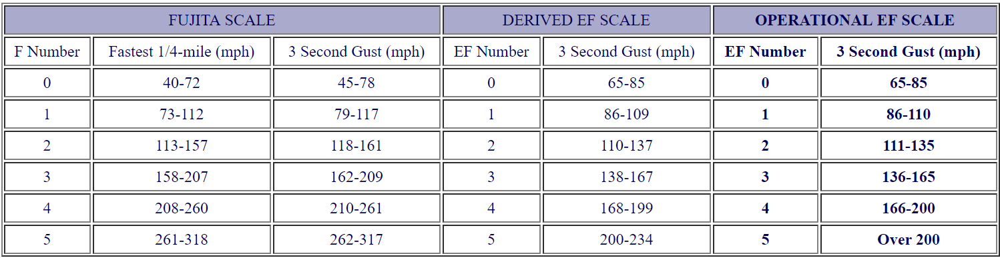 FUJITA SCALE DERIVED EF SCALE OPERATIONAL EF SCALE
F Number Fastest 1/4-mile (mph) 3 Second Gust (mph) EF Number 3 Second Gust (mph) EF Number 3 Second Gust (mph)
0 40-72 45-78 0 65-85 0 65-85
1 73-112 79-117 1 86-109 1 86-110
2 113-157 118-161 2 110-137 2 111-135
3 158-207 162-209 3 138-167 3 136-165
4 208-260 210-261 4 168-199 4 166-200
5 261-318 262-317 5 200-234 5 Over 200